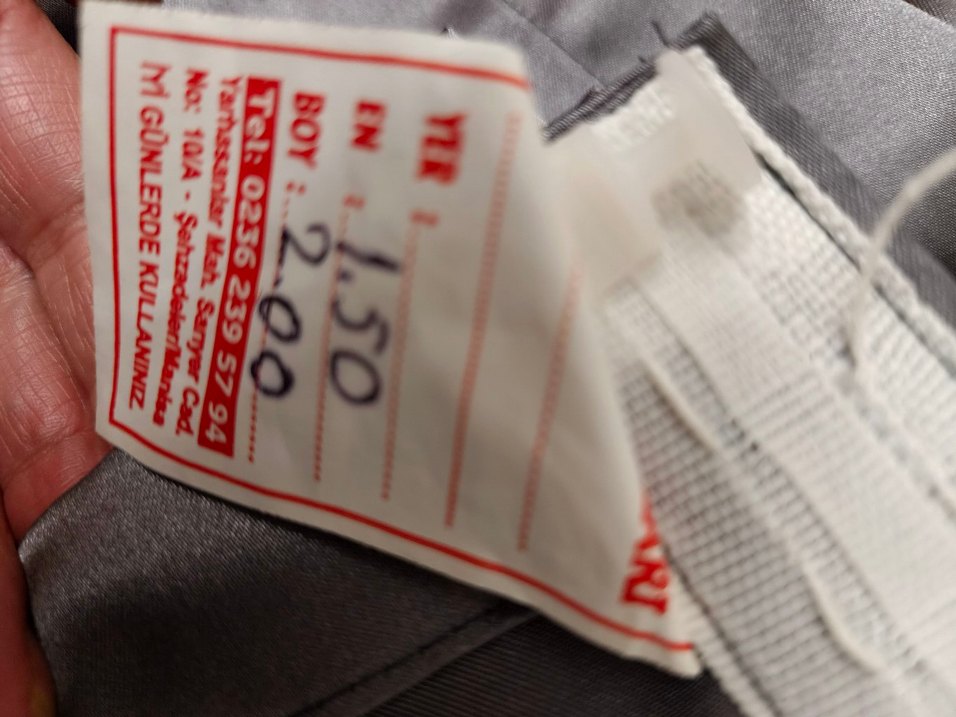 ARI
YER :
EN : 1.50
BOY : 2.00
Tel: 0236 239 57 94
Yarhasanlar Mah. Sarıyer Cad.
No: 10/A - Şehzadeler/Manisa
GÜNLERDE KULLANINIZ.